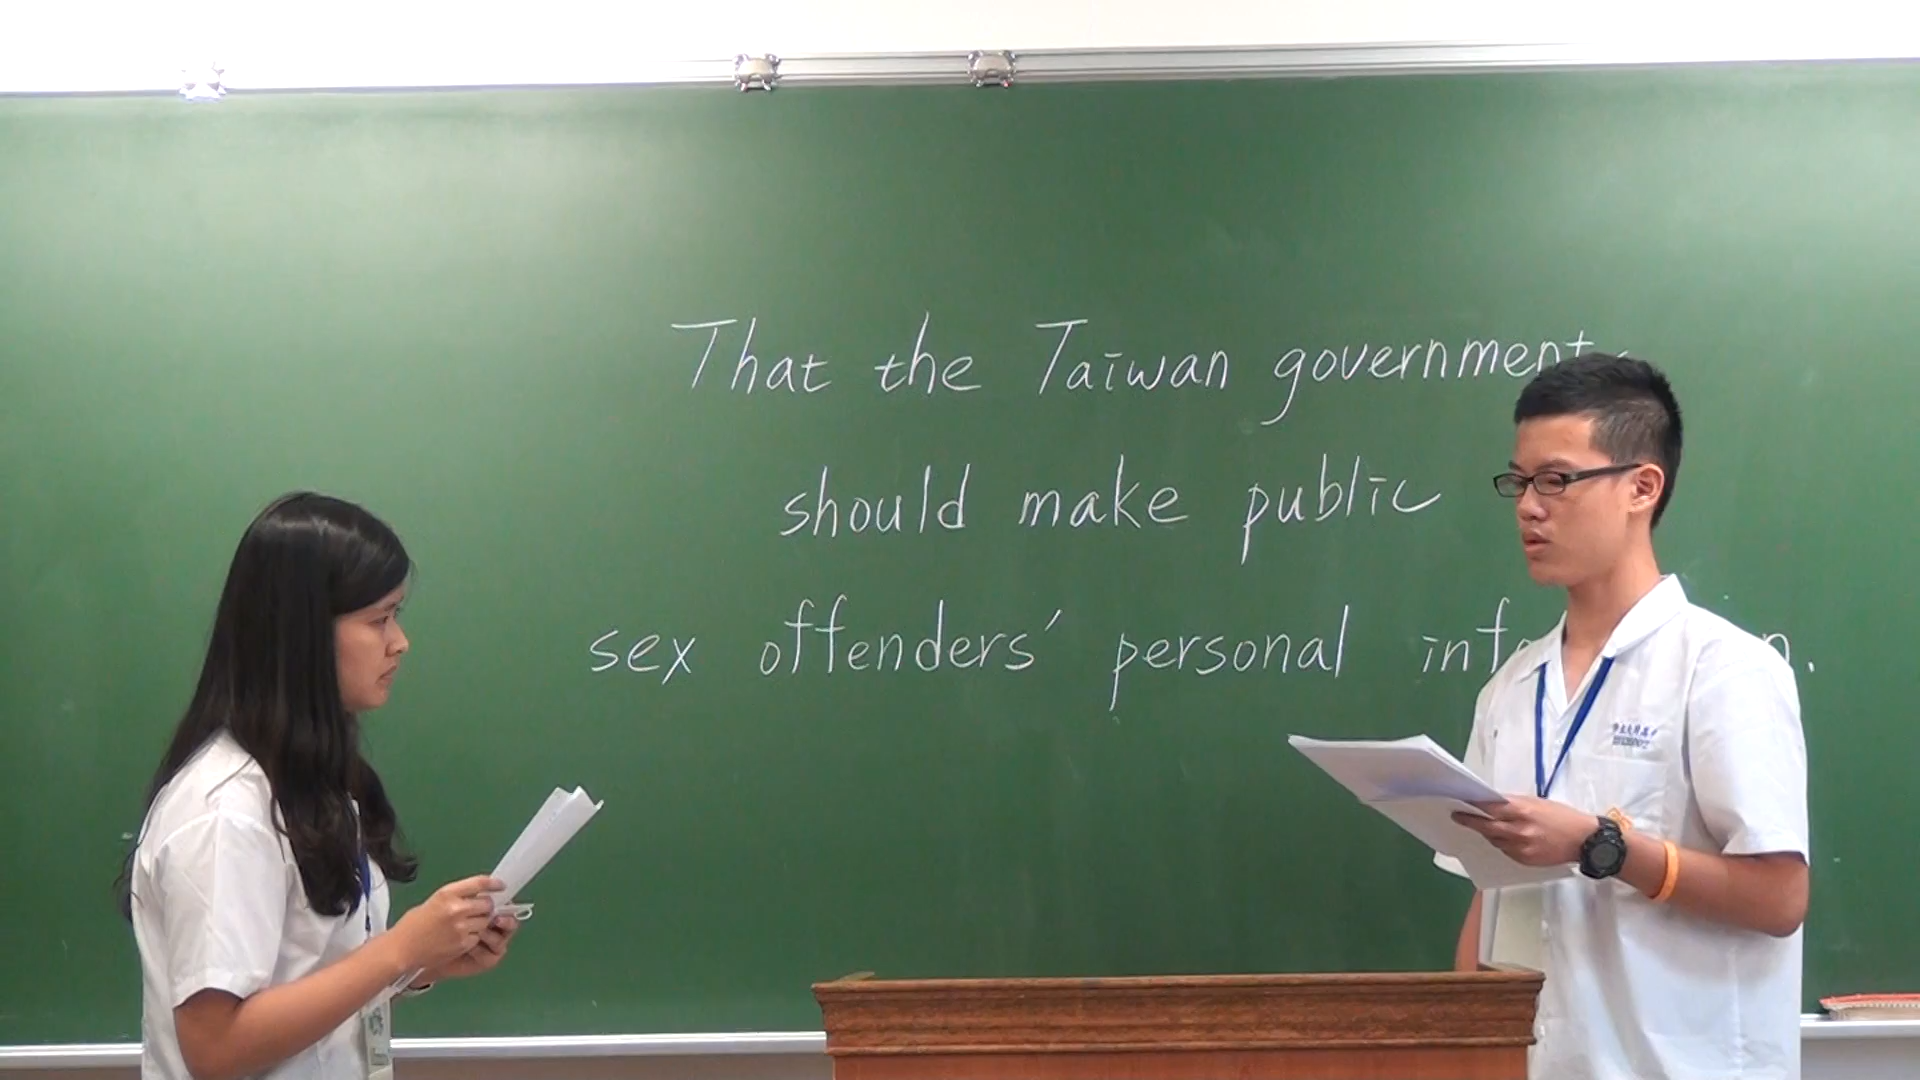 That the Taiwan government
should make public
sex offenders' personal